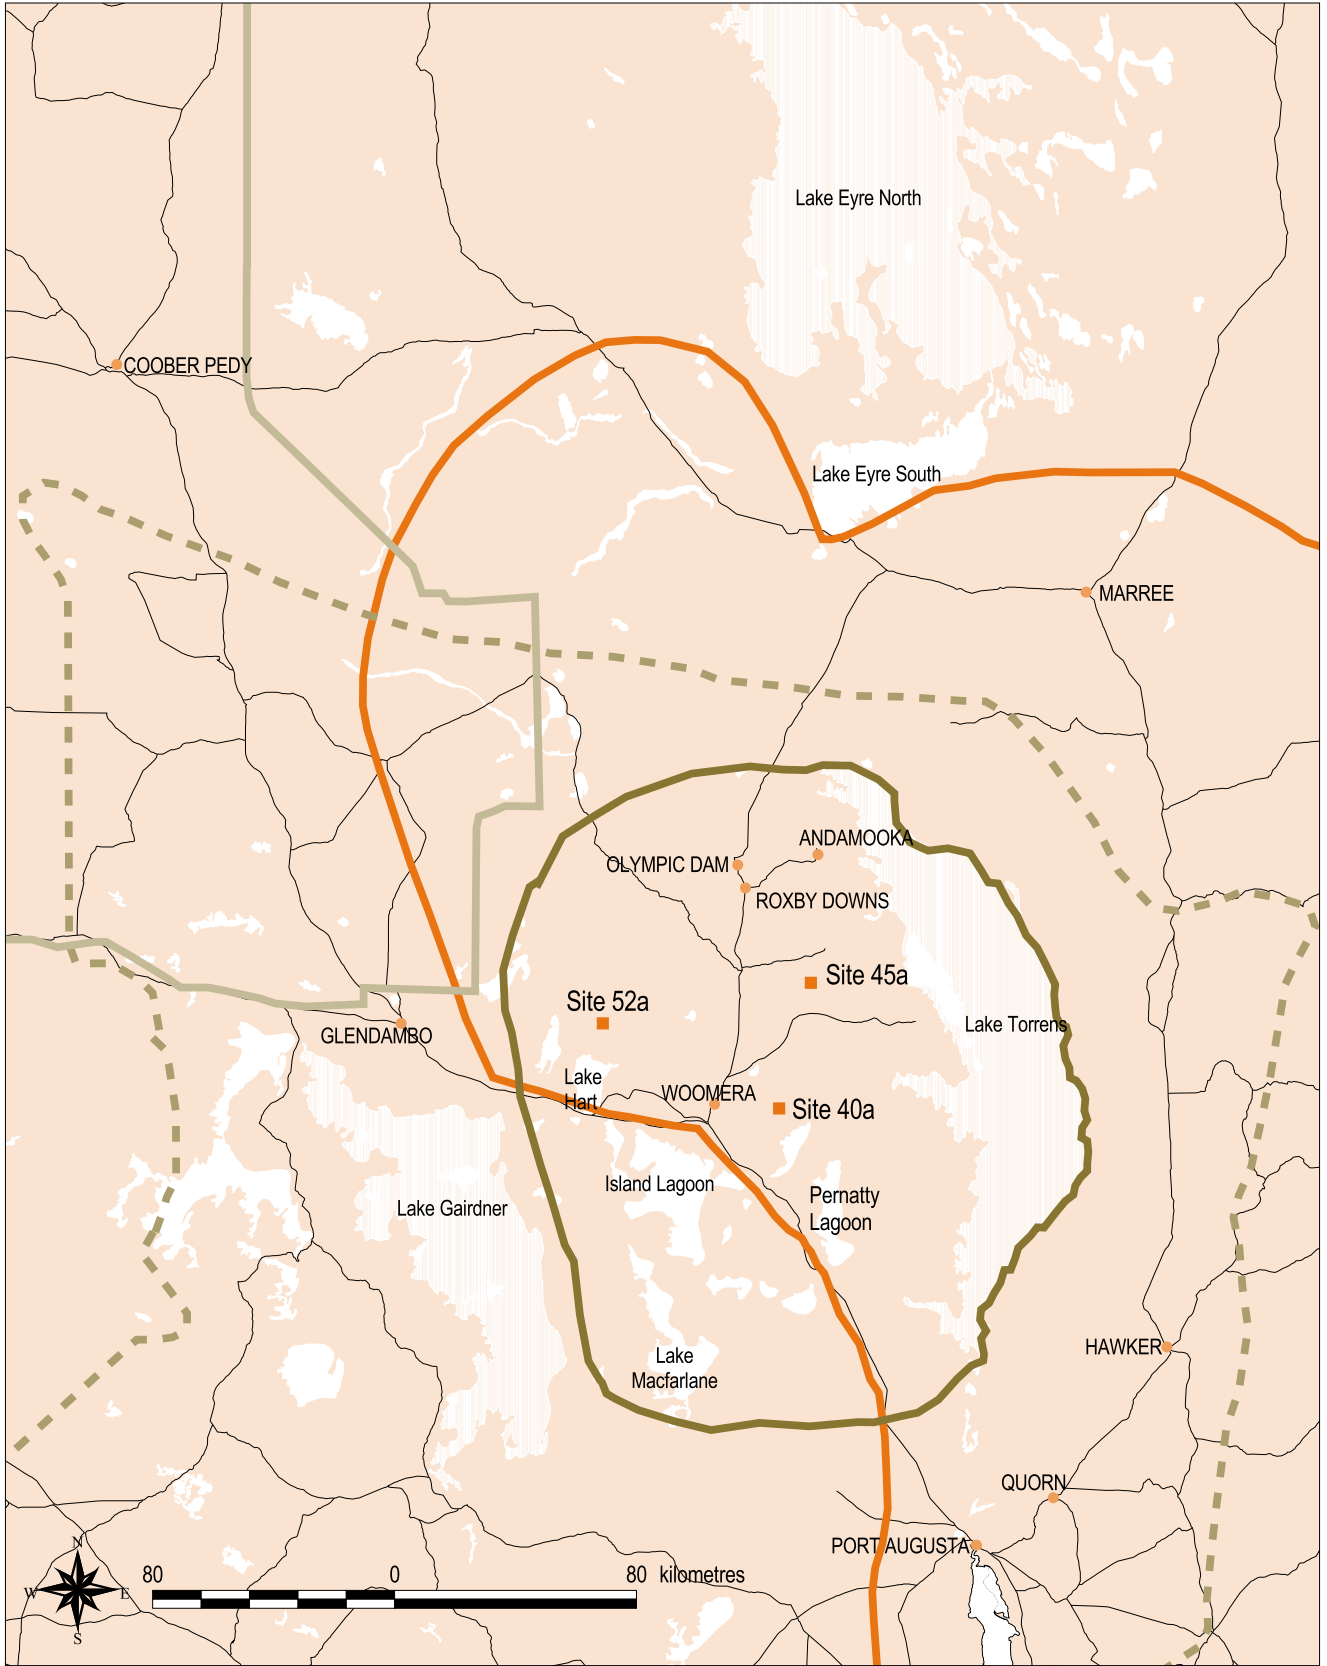 Lake Eyre North
COOBER PEDY
Lake Eyre South
MARREE
ANDAMOOKA
OLYMPIC DAM
ROXBY DOWNS
Site 45a
Site 52a
Lake Torrens
GLENDAMBO
Lake
Hart
WOOMERA
Site 40a
Island Lagoon
Pernatty
Lagoon
Lake Gairdner
HAWKER
Lake
Macfarlane
QUORN
PORT AUGUSTA
N
W
E
S
80 0 80 kilometres